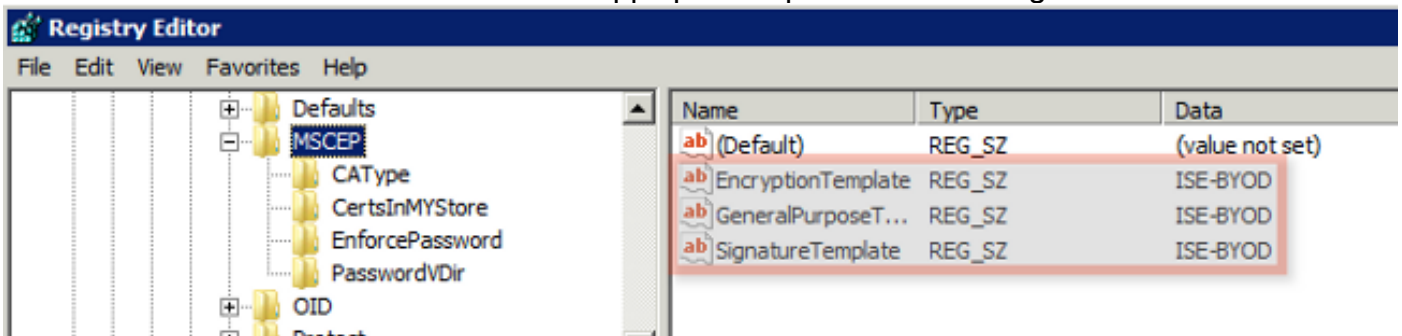 Registry Editor
File Edit View Favorites Help
Defaults
MSCEP
CAType
CertsInMYStore
EnforcePassword
PasswordVDir
OID
Name Type Data
(Default) REG_SZ (value not set)
EncryptionTemplate REG_SZ ISE-BYOD
GeneralPurposeT... REG_SZ ISE-BYOD
SignatureTemplate REG_SZ ISE-BYOD